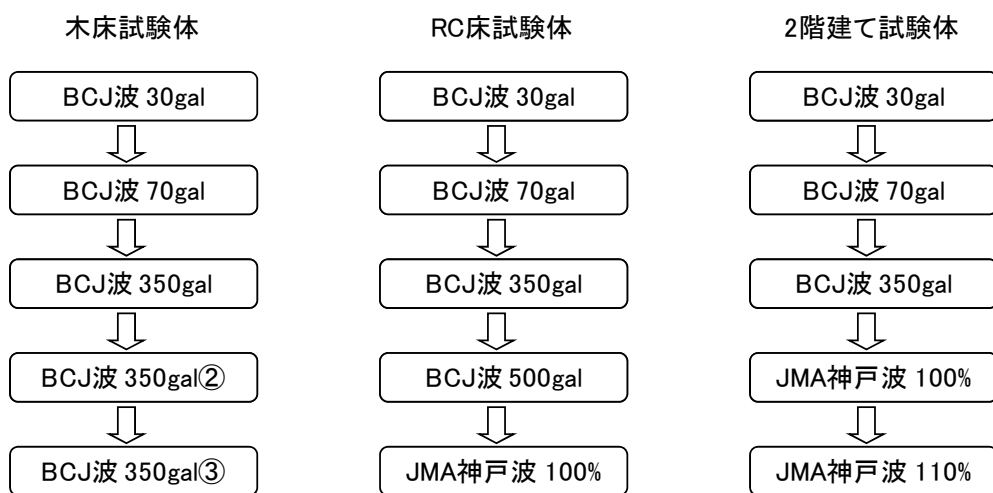 木床試験体
BCJ波 30gal
BCJ波 70gal
BCJ波 350gal
BCJ波 350gal②
BCJ波 350gal③
RC床試験体
BCJ波 30gal
BCJ波 70gal
BCJ波 350gal
BCJ波 500gal
JMA神戸波 100%
2階建て試験体
BCJ波 30gal
BCJ波 70gal
BCJ波 350gal
JMA神戸波 100%
JMA神戸波 110%